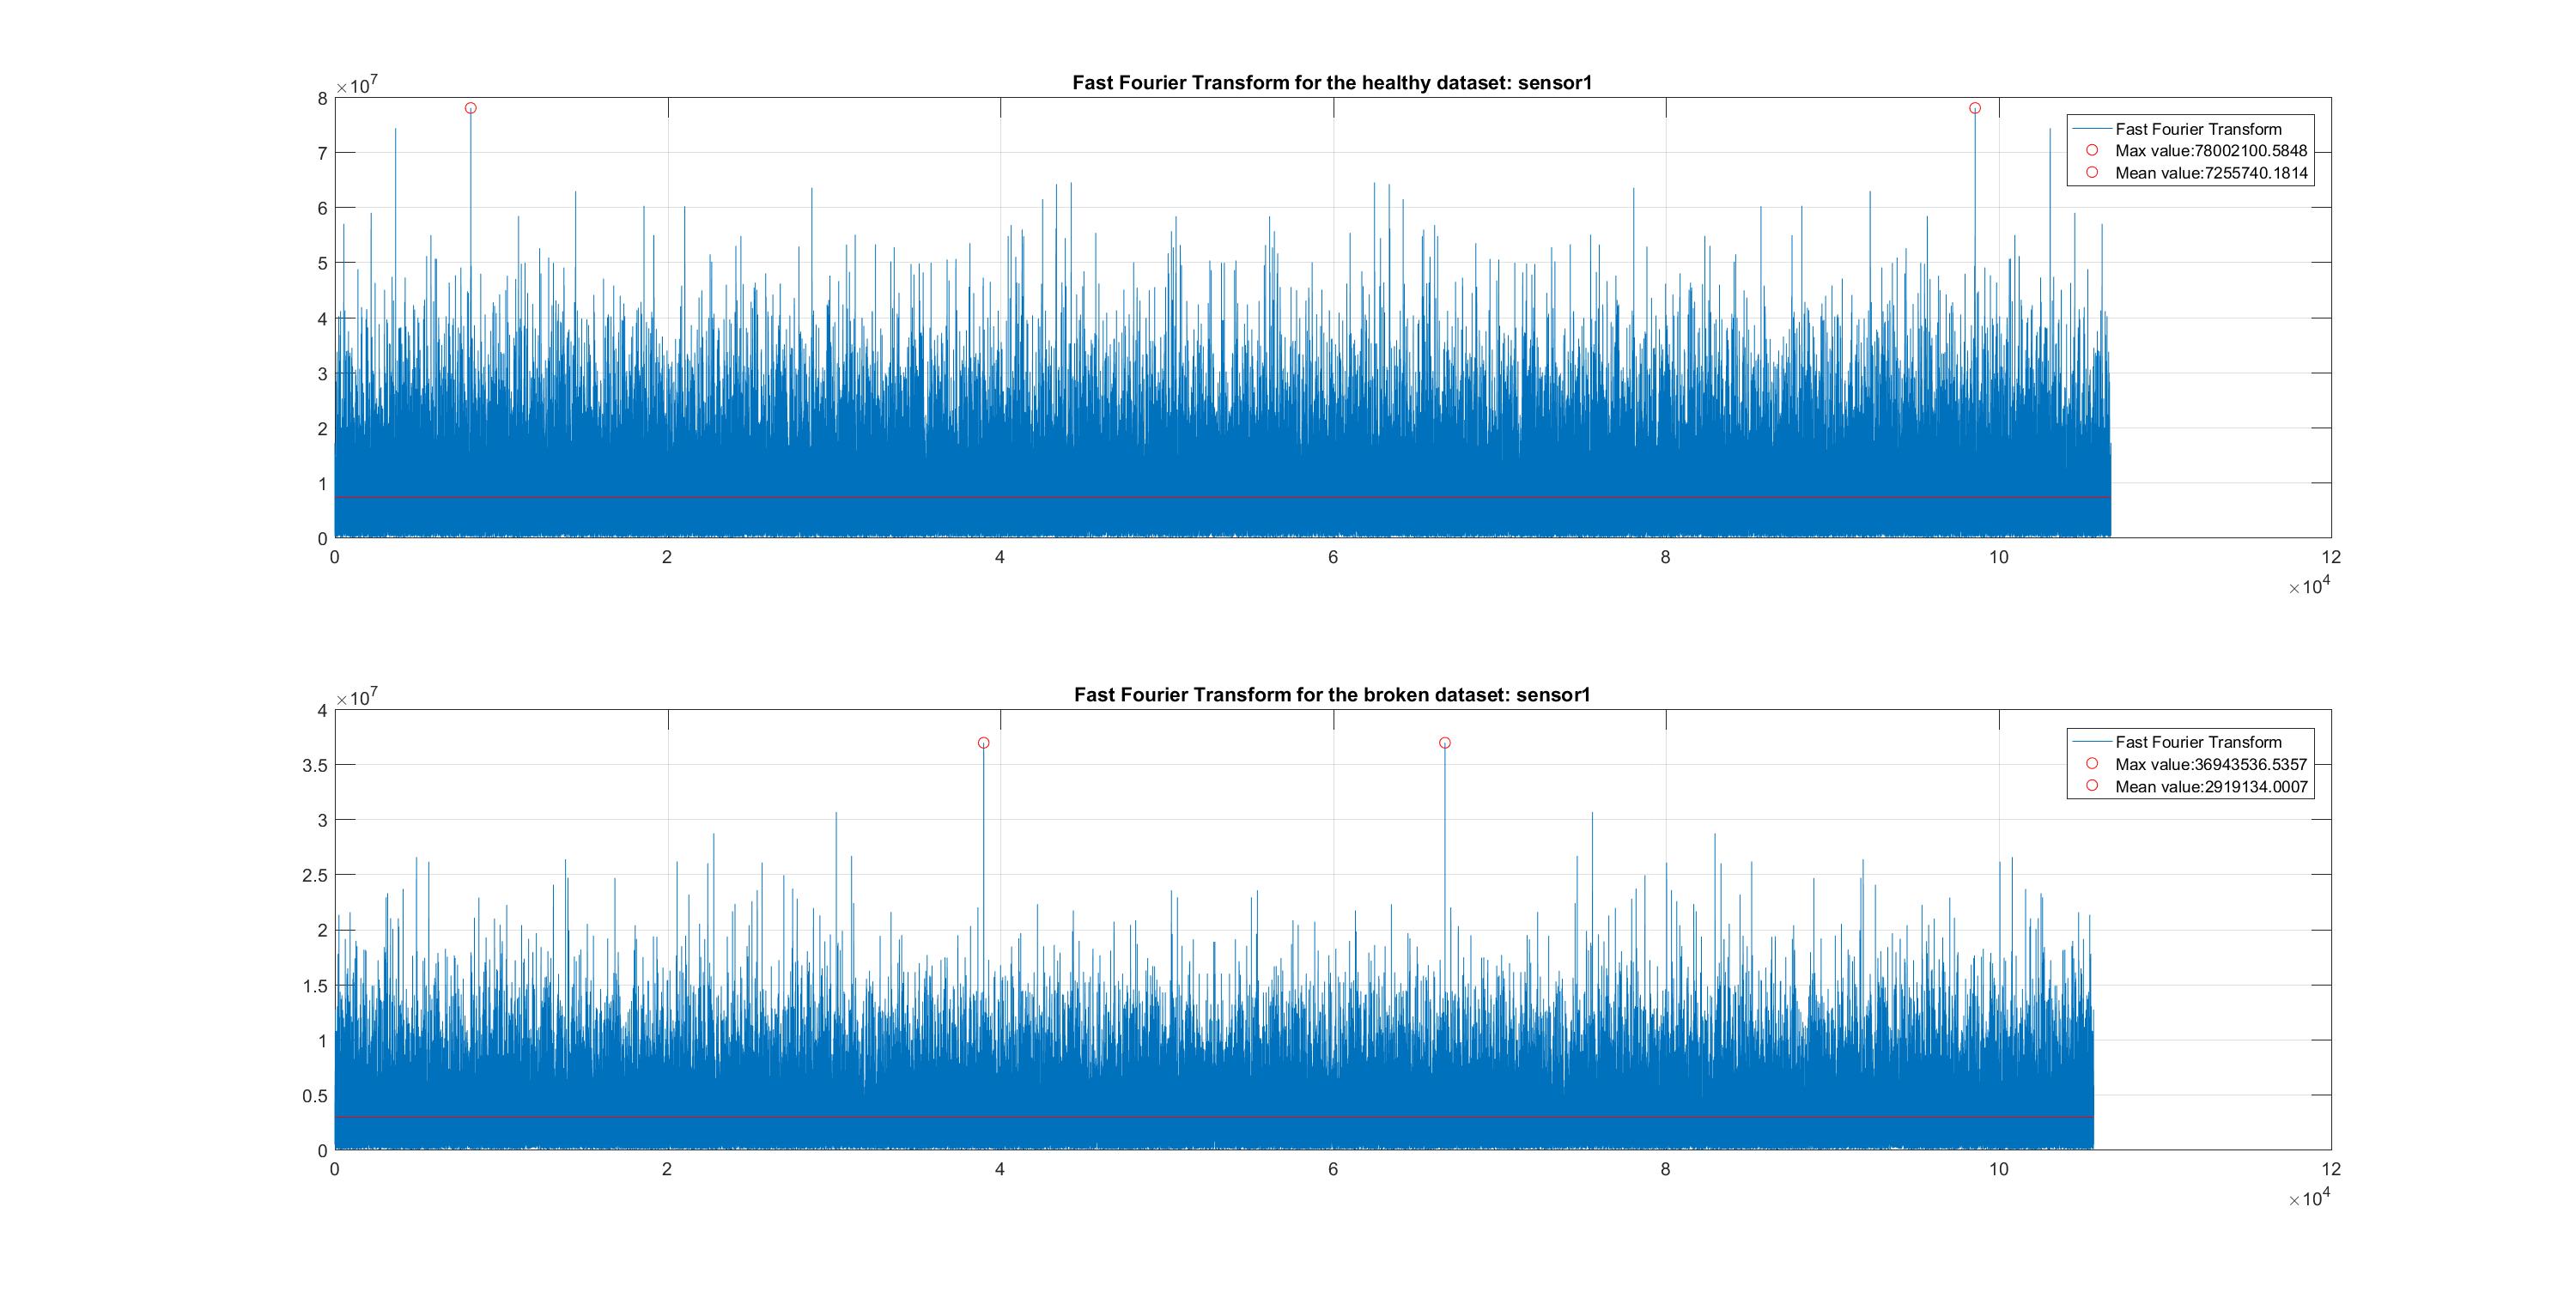 Fast Fourier Transform for the healthy dataset: sensor1
×10^7
8
7
6
5
4
3
2
1
0
0 2 4 6 8 10 12
×10^4
Fast Fourier Transform
Max value:78002100.5848
Mean value:7255740.1814
Fast Fourier Transform for the broken dataset: sensor1
×10^7
4
3.5
3
2.5
2
1.5
1
0.5
0
0 2 4 6 8 10 12
×10^4
Fast Fourier Transform
Max value:36943536.5357
Mean value:2919134.0007